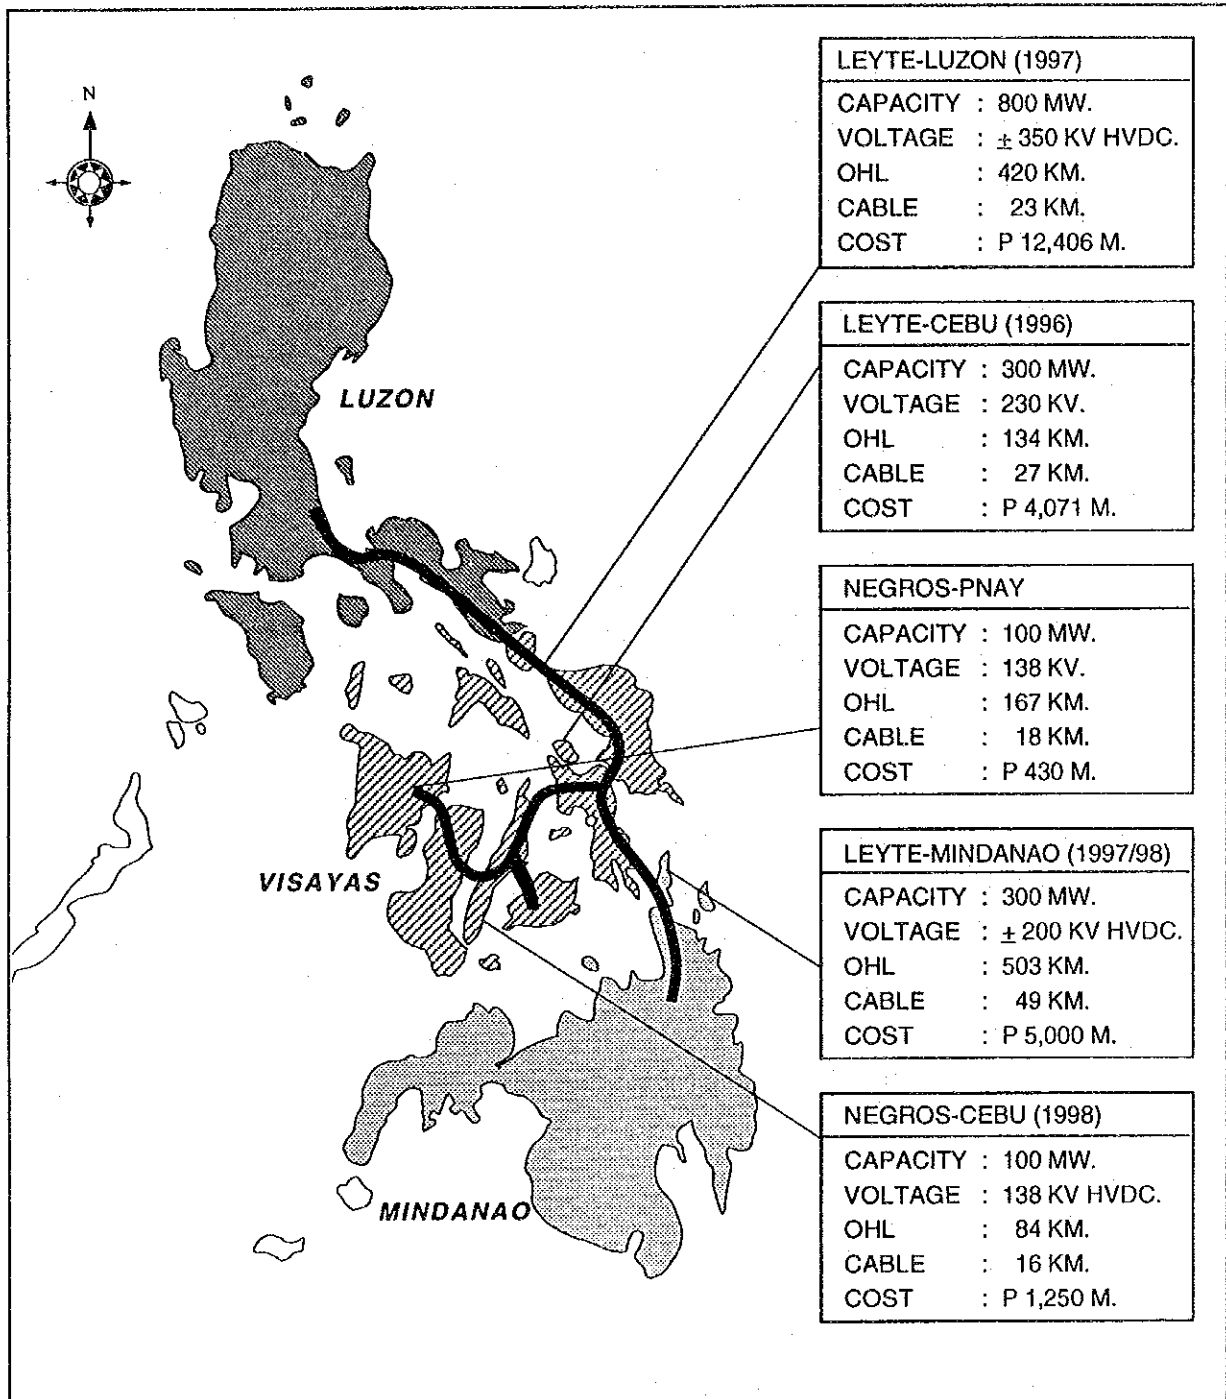 N
LUZON
VISAYAS
MINDANAO
LEYTE-LUZON (1997)
CAPACITY : 800 MW.
VOLTAGE : ± 350 KV HVDC.
OHL : 420 KM.
CABLE : 23 KM.
COST : P 12,406 M.
LEYTE-CEBU (1996)
CAPACITY : 300 MW.
VOLTAGE : 230 KV.
OHL : 134 KM.
CABLE : 27 KM.
COST : P 4,071 M.
NEGROS-PNAY
CAPACITY : 100 MW.
VOLTAGE : 138 KV.
OHL : 167 KM.
CABLE : 18 KM.
COST : P 430 M.
LEYTE-MINDANAO (1997/98)
CAPACITY : 300 MW.
VOLTAGE : ± 200 KV HVDC.
OHL : 503 KM.
CABLE : 49 KM.
COST : P 5,000 M.
NEGROS-CEBU (1998)
CAPACITY : 100 MW.
VOLTAGE : 138 KV HVDC.
OHL : 84 KM.
CABLE : 16 KM.
COST : P 1,250 M.